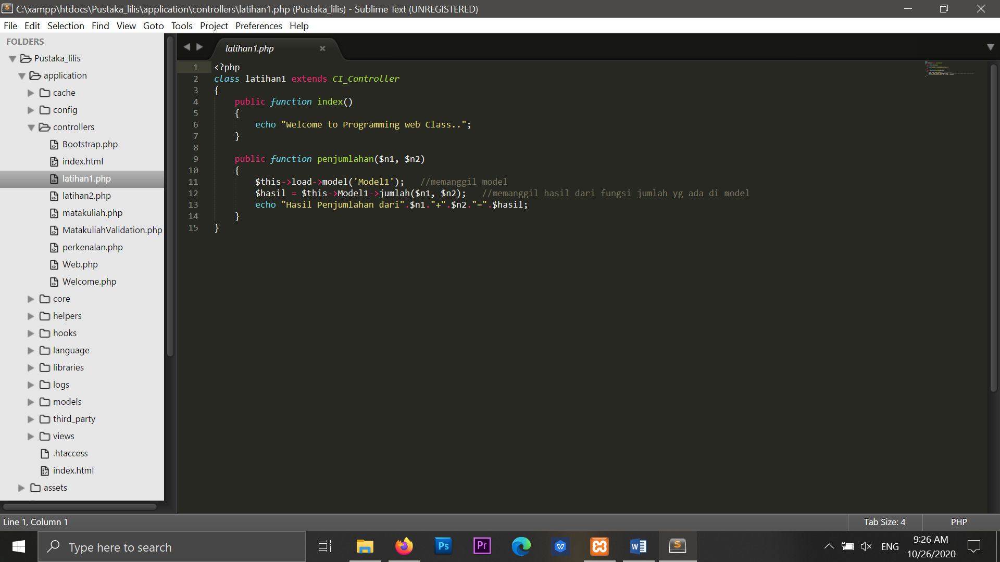 C:\xampp\htdocs\Pustaka_lilis\application\controllers\latihan1.php (Pustaka_lilis) - Sublime Text (UNREGISTERED)
File Edit Selection Find View Goto Tools Project Preferences Help
FOLDERS
Pustaka_lilis
application
cache
config
controllers
Bootstrap.php
index.html
latihan1.php
latihan2.php
matakuliah.php
MatakuliahValidation.php
perkenalan.php
Web.php
Welcome.php
core
helpers
hooks
language
libraries
logs
models
third_party
views
.htaccess
index.html
assets
latihan1.php
1 <?php
2 class latihan1 extends CI_Controller
3 {
4     public function index()
5     {
6         echo "Welcome to Programming web Class..";
7     }
8
9     public function penjumlahan($n1, $n2)
10     {
11         $this->load->model('Model1');   //memanggil model
12         $hasil = $this->Model1->jumlah($n1, $n2);   //memanggil hasil dari fungsi jumlah yg ada di model
13         echo "Hasil Penjumlahan dari".$n1."+".$n2."=".$hasil;
14     }
15 }
Line 1, Column 1
Tab Size: 4
PHP
Type here to search
Ps
Pr
ENG
9:26 AM
10/26/2020